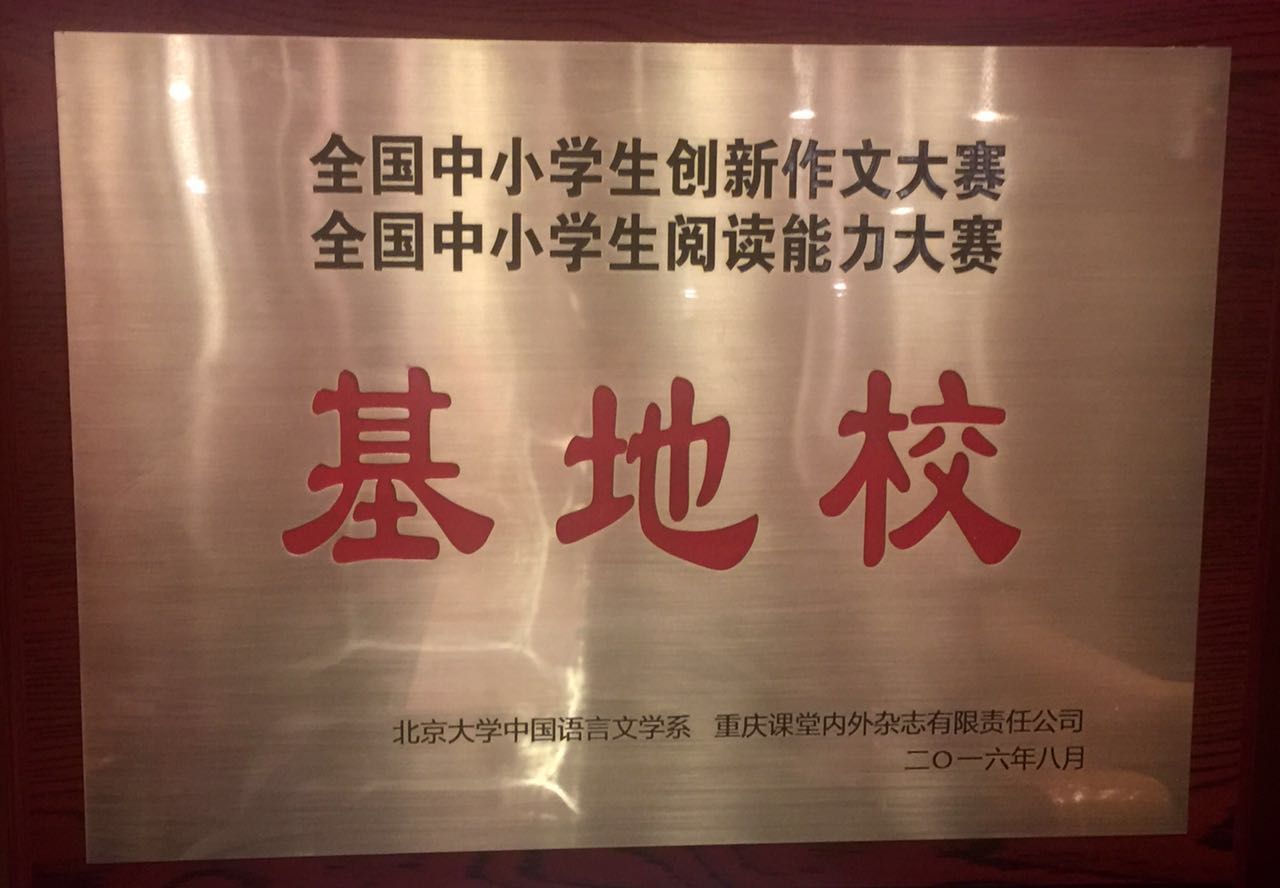 全国中小学生创新作文大赛
全国中小学生阅读能力大赛
基地校
北京大学中国语言文学系 重庆课堂内外杂志有限责任公司
二〇一六年八月